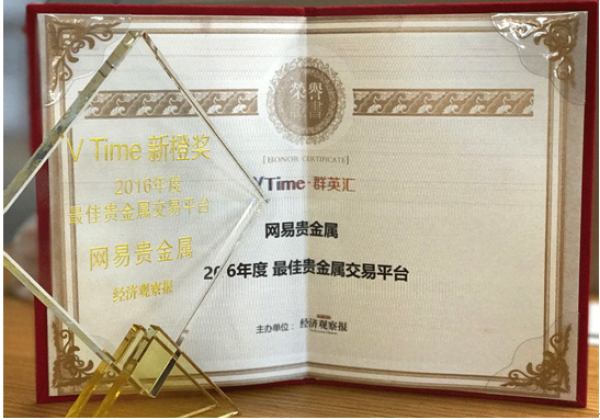 V Time 新橙奖
2016年度
最佳贵金属交易平台
网易贵金属
经济观察报
榮譽
[HONOR CERTIFICATE]
VTime·群英汇
网易贵金属
2016年度 最佳贵金属交易平台
主办单位：经济观察报